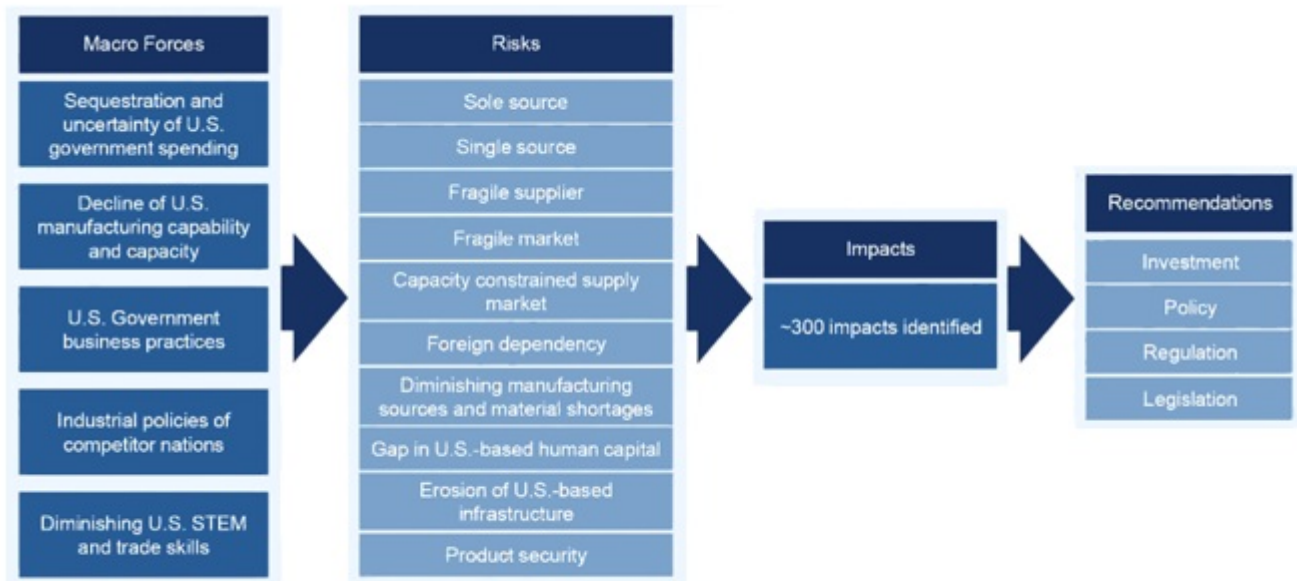 Macro Forces
Sequestration and
uncertainty of U.S.
government spending
Decline of U.S.
manufacturing capability
and capacity
U.S. Government
business practices
Industrial policies of
competitor nations
Diminishing U.S. STEM
and trade skills
Risks
Sole source
Single source
Fragile supplier
Fragile market
Capacity constrained supply
market
Foreign dependency
Diminishing manufacturing
sources and material shortages
Gap in U.S.-based human capital
Erosion of U.S.-based
infrastructure
Product security
Impacts
~300 impacts identified
Recommendations
Investment
Policy
Regulation
Legislation